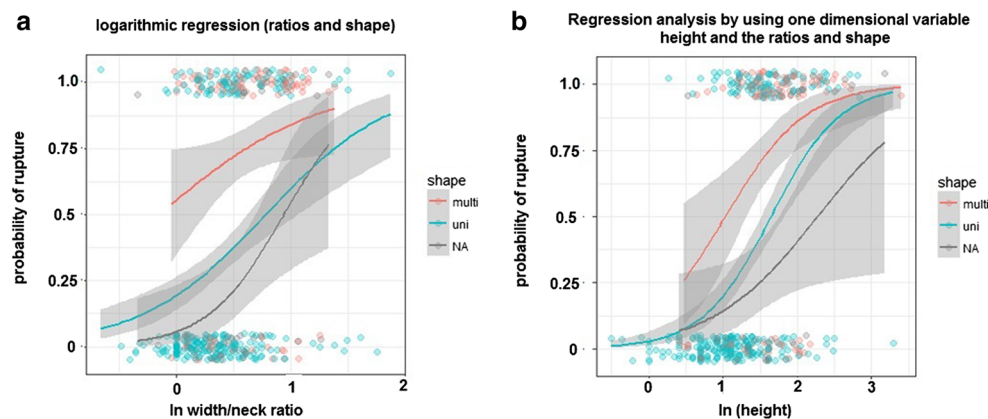 a
logarithmic regression (ratios and shape)
probability of rupture
1.0
0.75
0.5
0.25
0
0
1
2
ln width/neck ratio
shape
multi
uni
NA
b
Regression analysis by using one dimensional variable
height and the ratios and shape
probability of rupture
1.0
0.75
0.5
0.25
0
0
1
2
3
ln (height)
shape
multi
uni
NA